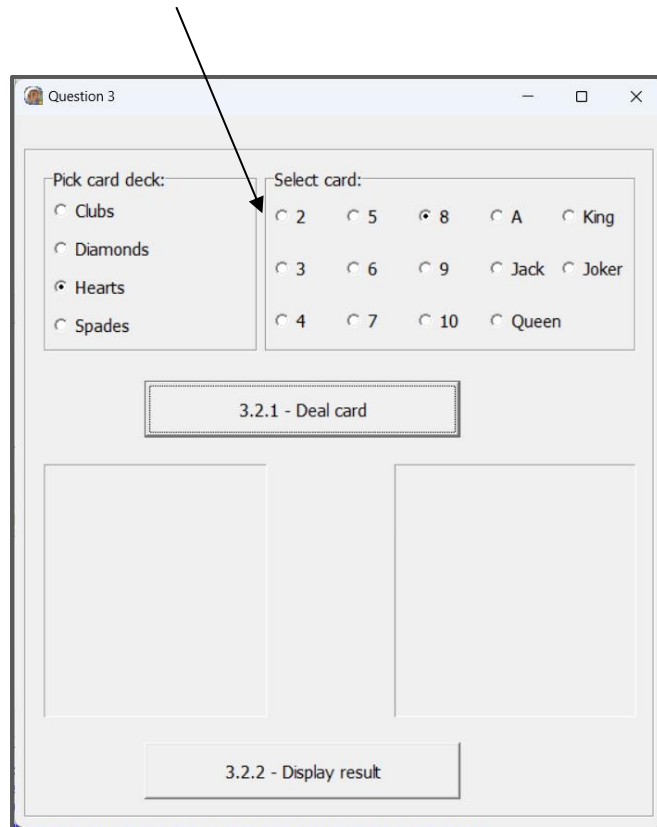 Question 3
Pick card deck:
Clubs
Diamonds
Hearts
Spades
Select card:
2 5 8 A King
3 6 9 Jack Joker
4 7 10 Queen
3.2.1 - Deal card
3.2.2 - Display result